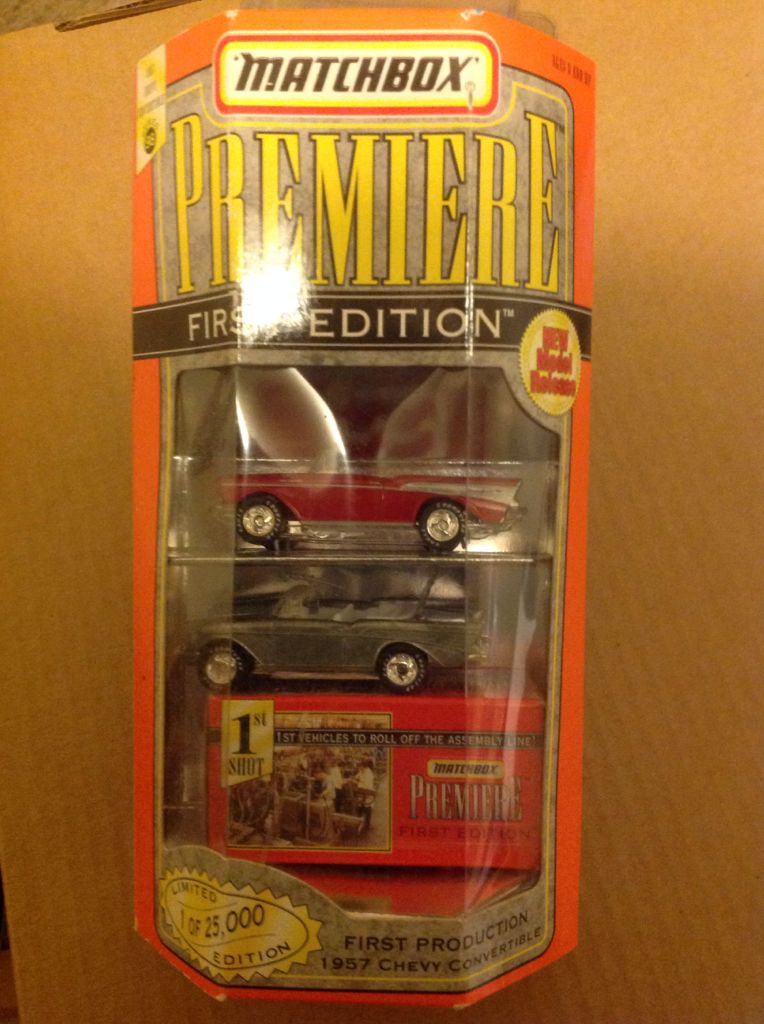 MATCHBOX
PREMIERE
FIRST EDITION™
NEW
Model
Release
1st
SHOT
1ST VEHICLES TO ROLL OFF THE ASSEMBLY LINE!
MATCHBOX
PREMIERE
FIRST EDITION
LIMITED
1 OF 25,000
EDITION
FIRST PRODUCTION
1957 CHEVY CONVERTIBLE